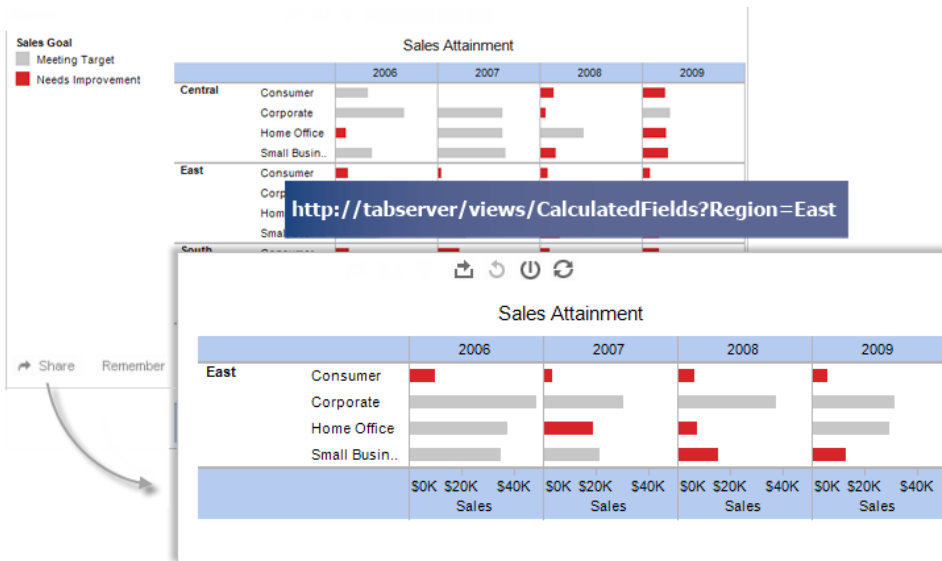 Sales Goal
Meeting Target
Needs Improvement
Sales Attainment
2006 2007 2008 2009
Central Consumer
Corporate
Home Office
Small Busin..
East Consumer
http://tabserver/views/CalculatedFields?Region=East
South
Share Remember
Sales Attainment
2006 2007 2008 2009
East Consumer
Corporate
Home Office
Small Busin..
$0K $20K $40K $0K $20K $40K $0K $20K $40K $0K $20K $40K
Sales Sales Sales Sales